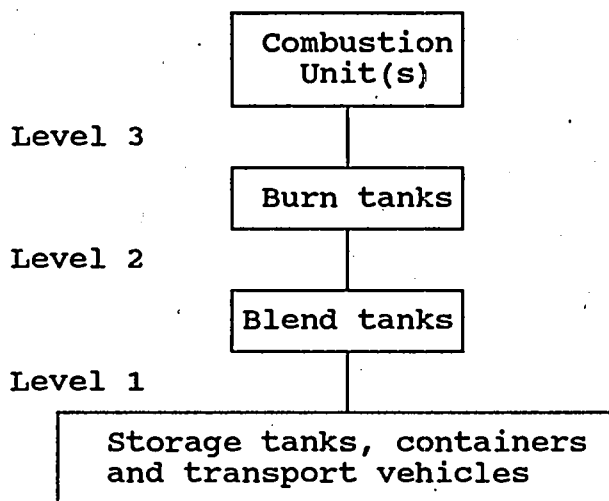 Combustion
Unit(s)
Level 3
Burn tanks
Level 2
Blend tanks
Level 1
Storage tanks, containers
and transport vehicles